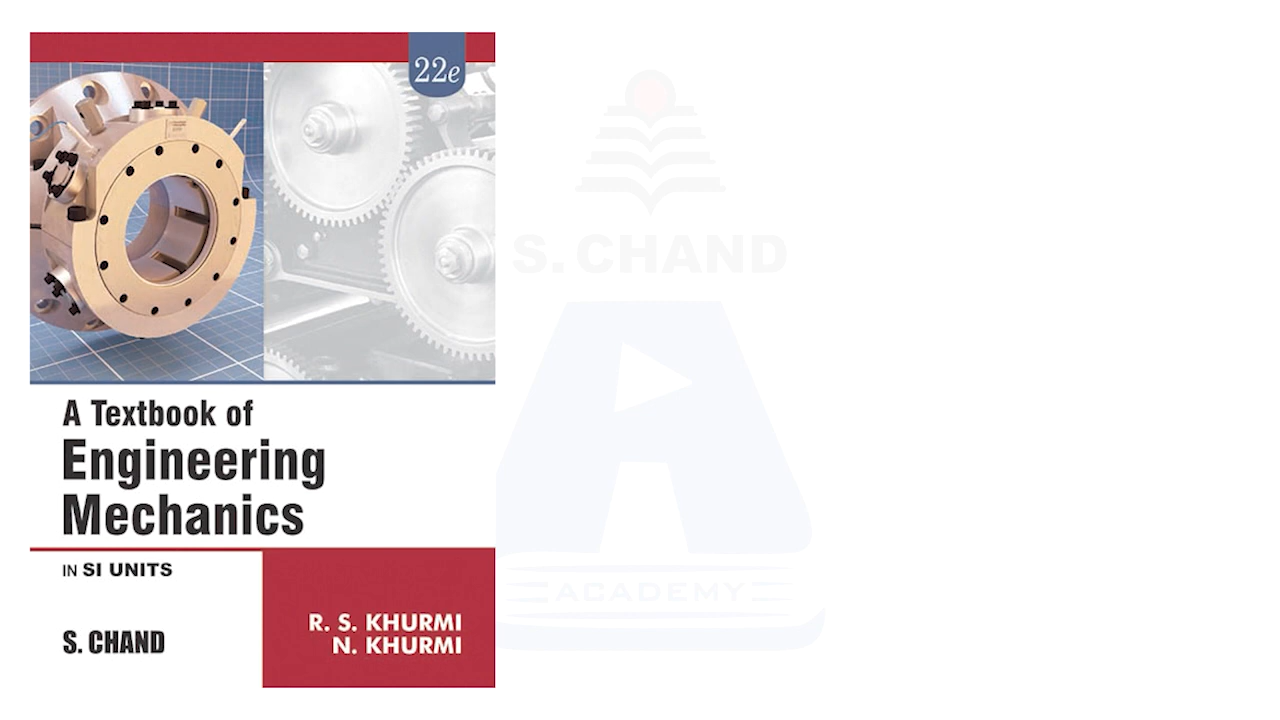 22e
A Textbook of
Engineering
Mechanics
IN SI UNITS
R. S. KHURMI
N. KHURMI
S. CHAND
S. CHAND
ACADEMY